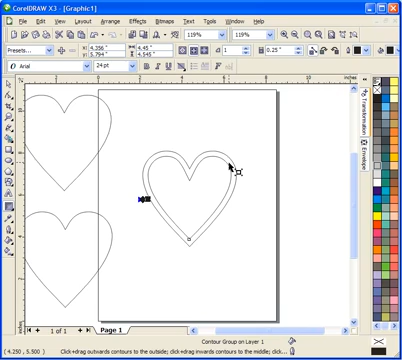 CorelDRAW X3 - [Graphic1]
File Edit View Layout Arrange Effects Bitmaps Text Tools Window Help
119% 119%
Presets... 4.356 " 5.794 " 4.45 " 4.545 " 1 0.25 "
Arial 24 pt
inches
1 of 1 Page 1
Transformation
Envelope
Contour Group on Layer 1
( 4.250 , 5.500 ) Click+drag outwards contours to the outside; click+drag inwards contours to the middle; click...